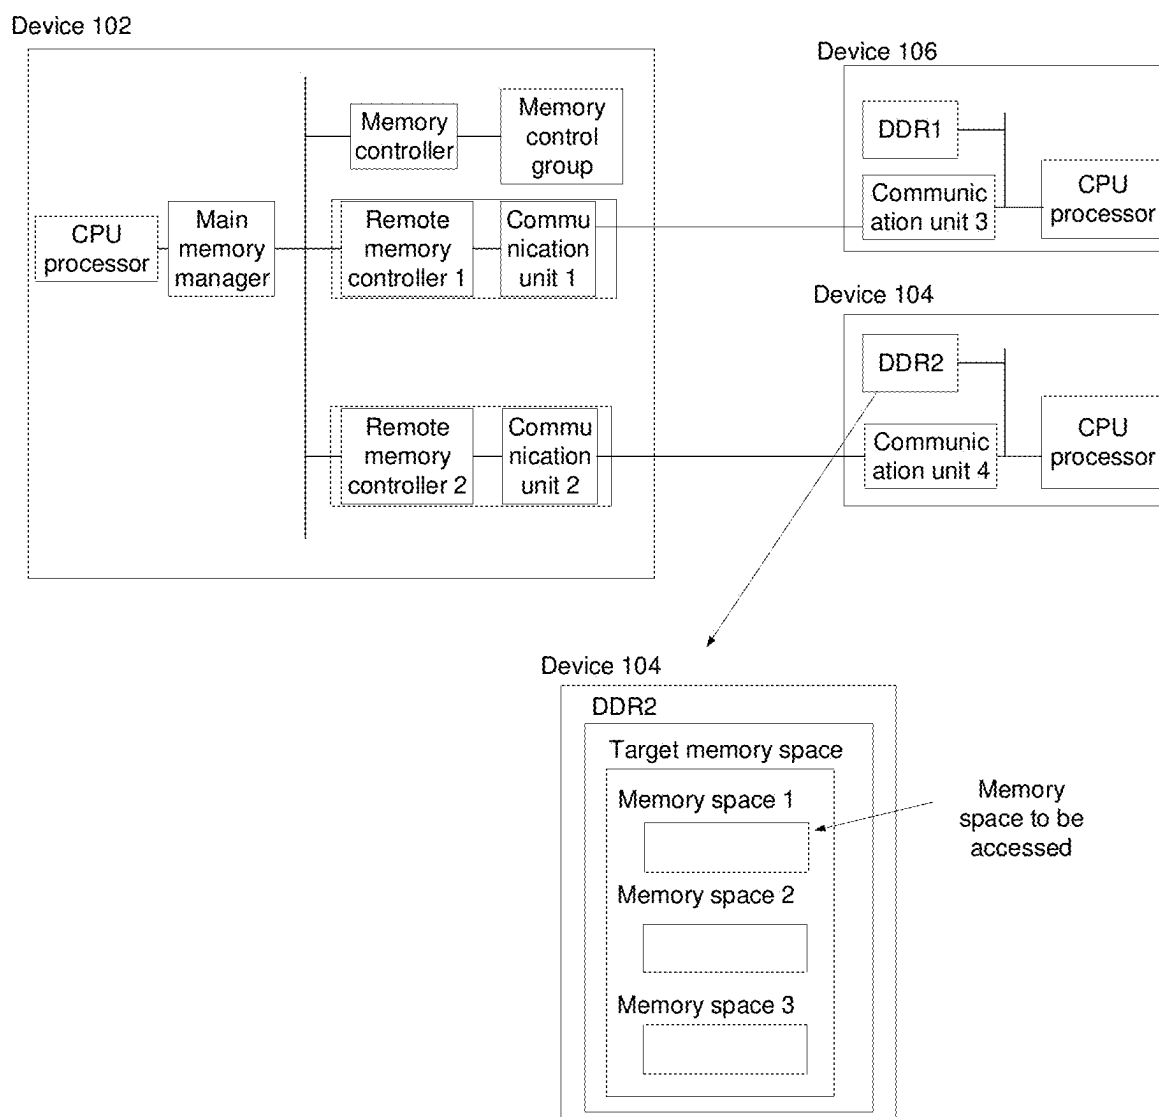 Device 102
Memory
controller
Memory
control
group
CPU
processor
Main
memory
manager
Remote
memory
controller 1
Commu
nication
unit 1
Remote
memory
controller 2
Commu
nication
unit 2
Device 106
DDR1
Communic
ation unit 3
CPU
processor
Device 104
DDR2
Communic
ation unit 4
CPU
processor
Device 104
DDR2
Target memory space
Memory space 1
Memory space 2
Memory space 3
Memory
space to be
accessed